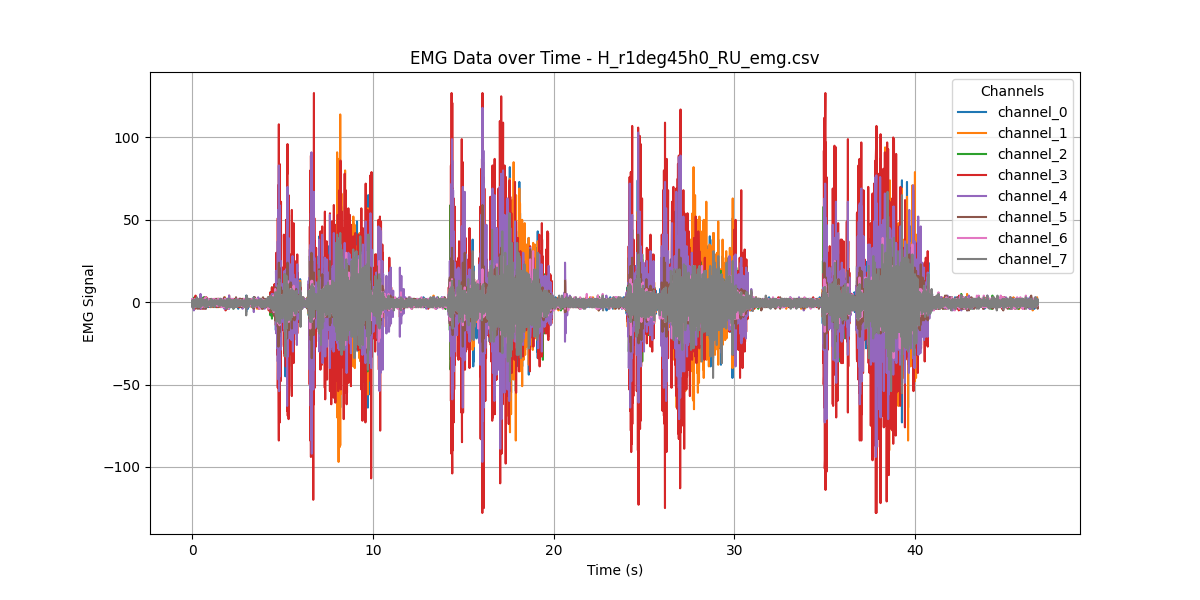 EMG Data over Time - H_r1deg45h0_RU_emg.csv
Channels
channel_0
channel_1
channel_2
channel_3
channel_4
channel_5
channel_6
channel_7
EMG Signal
100
50
0
−50
−100
0 10 20 30 40
Time (s)